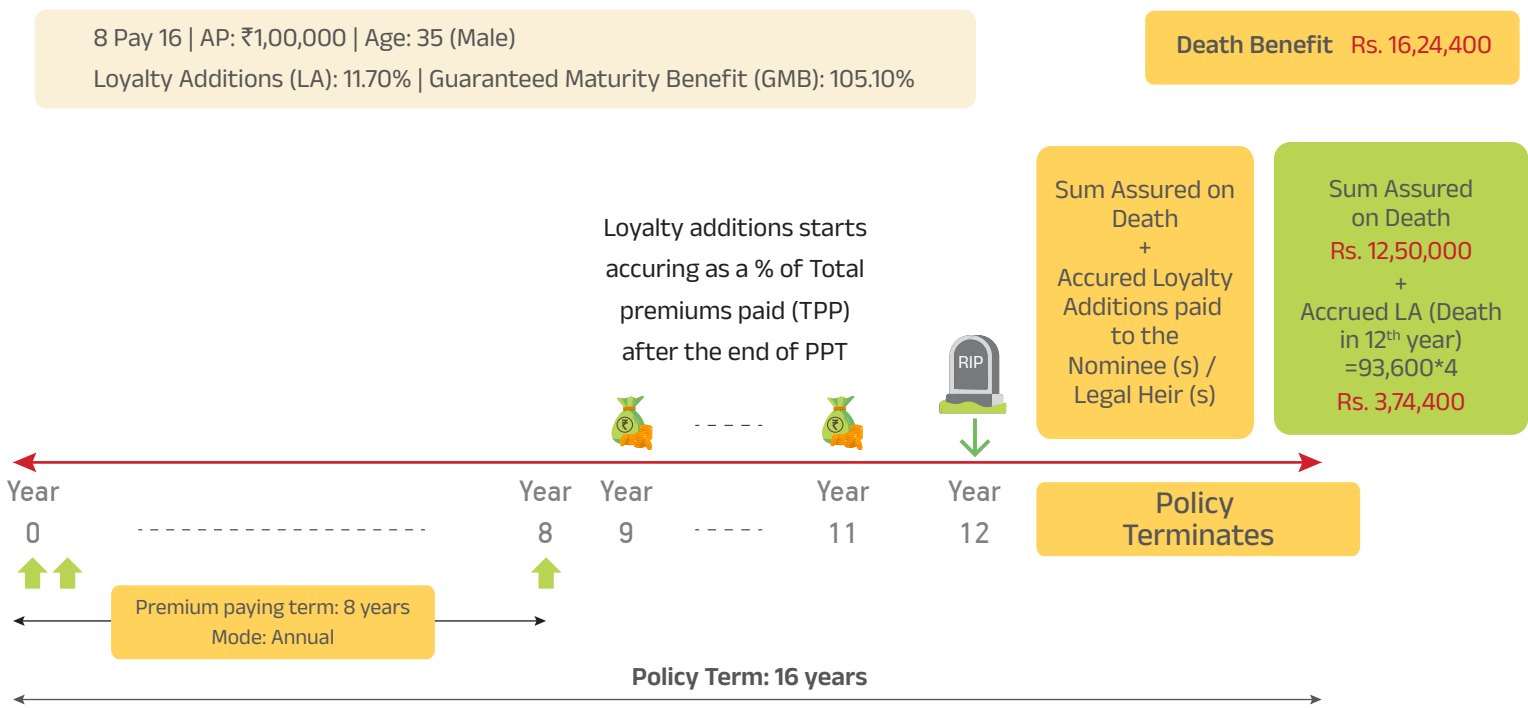 8 Pay 16 | AP: ₹1,00,000 | Age: 35 (Male)
Loyalty Additions (LA): 11.70% | Guaranteed Maturity Benefit (GMB): 105.10%
Death Benefit Rs. 16,24,400
Loyalty additions starts
accuring as a % of Total
premiums paid (TPP)
after the end of PPT
₹
₹
RIP
Sum Assured on
Death
+
Accured Loyalty
Additions paid
to the
Nominee (s) /
Legal Heir (s)
Sum Assured
on Death
Rs. 12,50,000
+
Accrued LA (Death
in 12th year)
=93,600*4
Rs. 3,74,400
Year Year Year Year Year
0 8 9 11 12
Policy
Terminates
Premium paying term: 8 years
Mode: Annual
Policy Term: 16 years